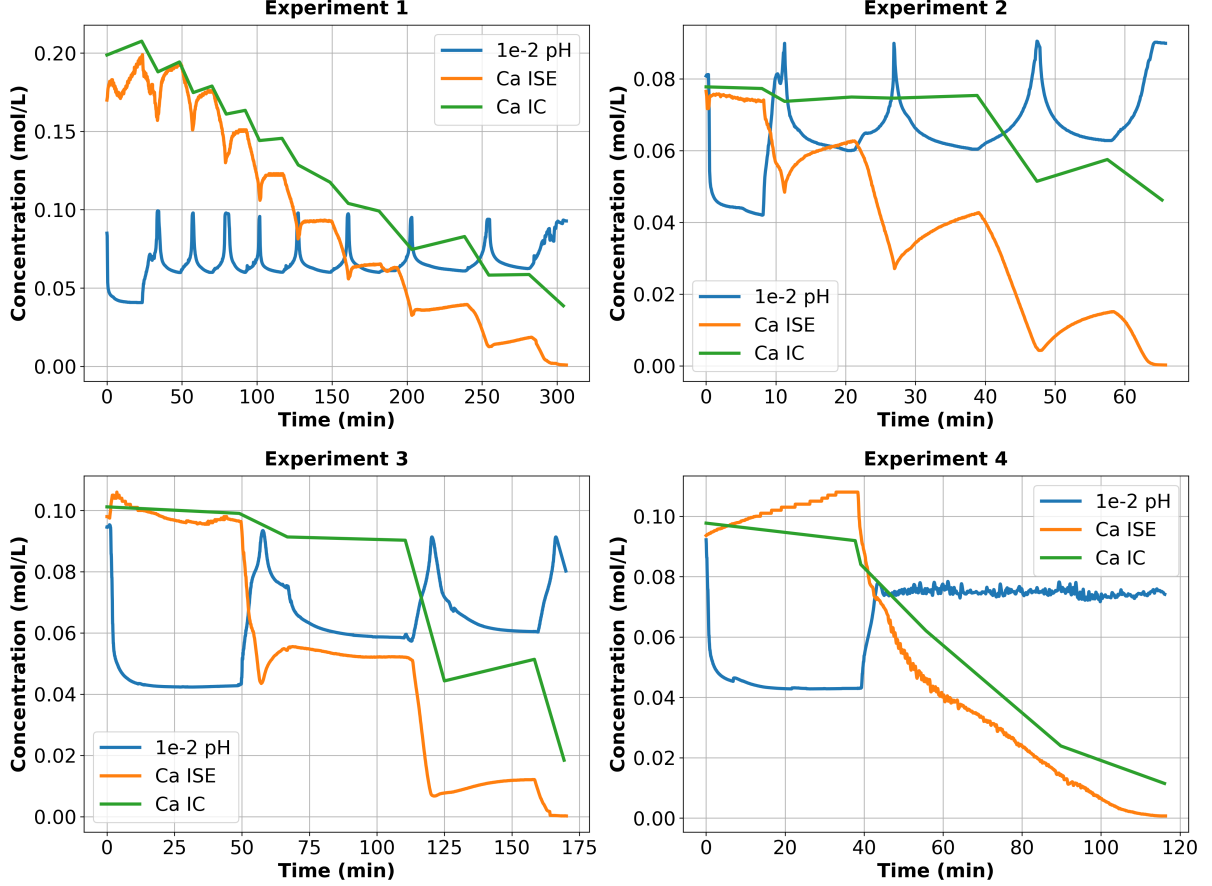 Experiment 1
Concentration (mol/L)
0.20
0.15
0.10
0.05
0.00
1e-2 pH
Ca ISE
Ca IC
0 50 100 150 200 250 300
Time (min)
Experiment 2
Concentration (mol/L)
0.08
0.06
0.04
0.02
0.00
1e-2 pH
Ca ISE
Ca IC
0 10 20 30 40 50 60
Time (min)
Experiment 3
Concentration (mol/L)
0.10
0.08
0.06
0.04
0.02
0.00
1e-2 pH
Ca ISE
Ca IC
0 25 50 75 100 125 150 175
Time (min)
Experiment 4
Concentration (mol/L)
0.10
0.08
0.06
0.04
0.02
0.00
1e-2 pH
Ca ISE
Ca IC
0 20 40 60 80 100 120
Time (min)